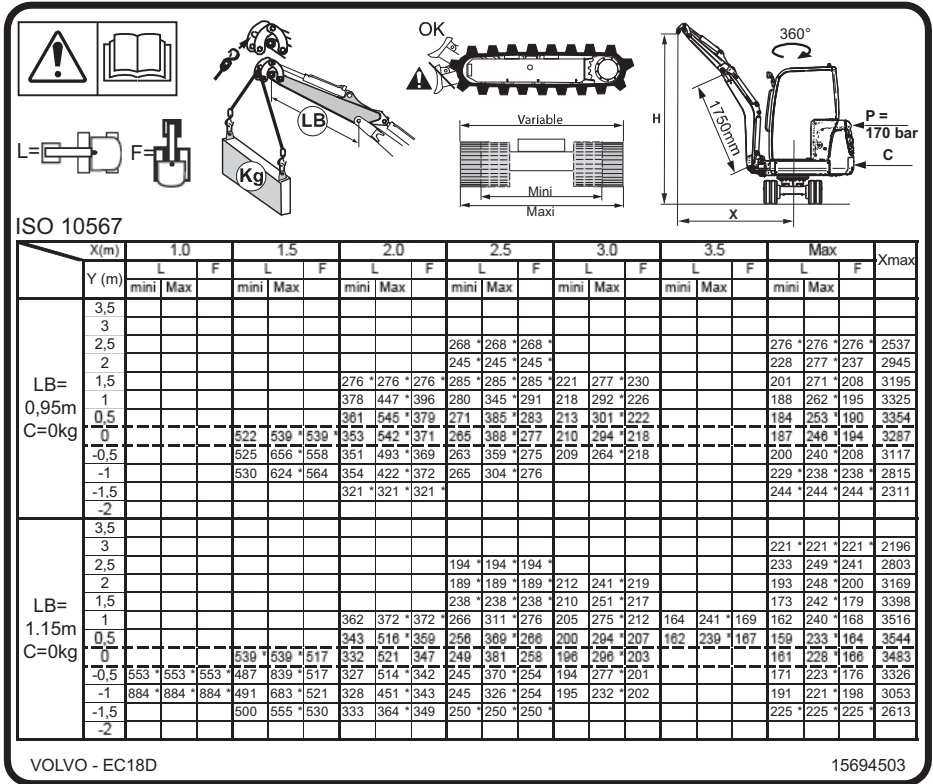 OK
360°
LB
1750mm
H
P =
170 bar
Variable
L= F=
Kg
C
Mini
Maxi
X
ISO 10567
X(m) 1.0 1.5 2.0 2.5 3.0 3.5 Max Xmax
Y (m) L F L F L F L F L F L F L F
mini Max mini Max mini Max mini Max mini Max mini Max mini Max
LB=
0,95m
C=0kg
3,5
3
2,5 268 * 268 * 268 * 276 * 276 * 276 * 2537
2 245 * 245 * 245 * 228 277 * 237 2945
1,5 276 * 276 * 276 * 285 * 285 * 285 * 221 277 * 230 201 271 * 208 3195
1 378 447 * 396 280 345 * 291 218 292 * 226 188 262 * 195 3325
0,5 361 545 * 379 271 385 * 283 213 301 * 222 184 253 * 190 3354
0 522 539 * 539 * 353 542 * 371 265 388 * 277 210 294 * 218 187 246 * 194 3287
-0,5 525 656 * 558 351 493 * 369 263 359 * 275 209 264 * 218 200 240 * 208 3117
-1 530 624 * 564 354 422 * 372 265 304 * 276 229 * 238 * 238 * 2815
-1,5 321 * 321 * 321 * 244 * 244 * 244 * 2311
-2
LB=
1.15m
C=0kg
3,5
3 221 * 221 * 221 * 2196
2,5 194 * 194 * 194 * 233 249 * 241 2803
2 189 * 189 * 189 * 212 241 * 219 193 248 * 200 3169
1,5 238 * 238 * 238 * 210 251 * 217 173 242 * 179 3398
1 362 372 * 372 * 266 311 * 276 205 275 * 212 164 241 * 169 162 240 * 168 3516
0,5 343 516 * 359 256 369 * 266 200 294 * 207 162 239 * 167 159 233 * 164 3544
0 539 * 539 * 517 332 521 347 249 381 258 196 296 * 203 161 228 * 166 3483
-0,5 553 * 553 * 553 * 487 839 * 517 327 514 * 342 245 370 * 254 194 277 * 201 171 223 * 176 3326
-1 884 * 884 * 884 * 491 683 * 521 328 451 * 343 245 326 * 254 195 232 * 202 191 221 * 198 3053
-1,5 500 555 * 530 333 364 * 349 250 * 250 * 250 * 225 * 225 * 225 * 2613
-2
VOLVO - EC18D 15694503